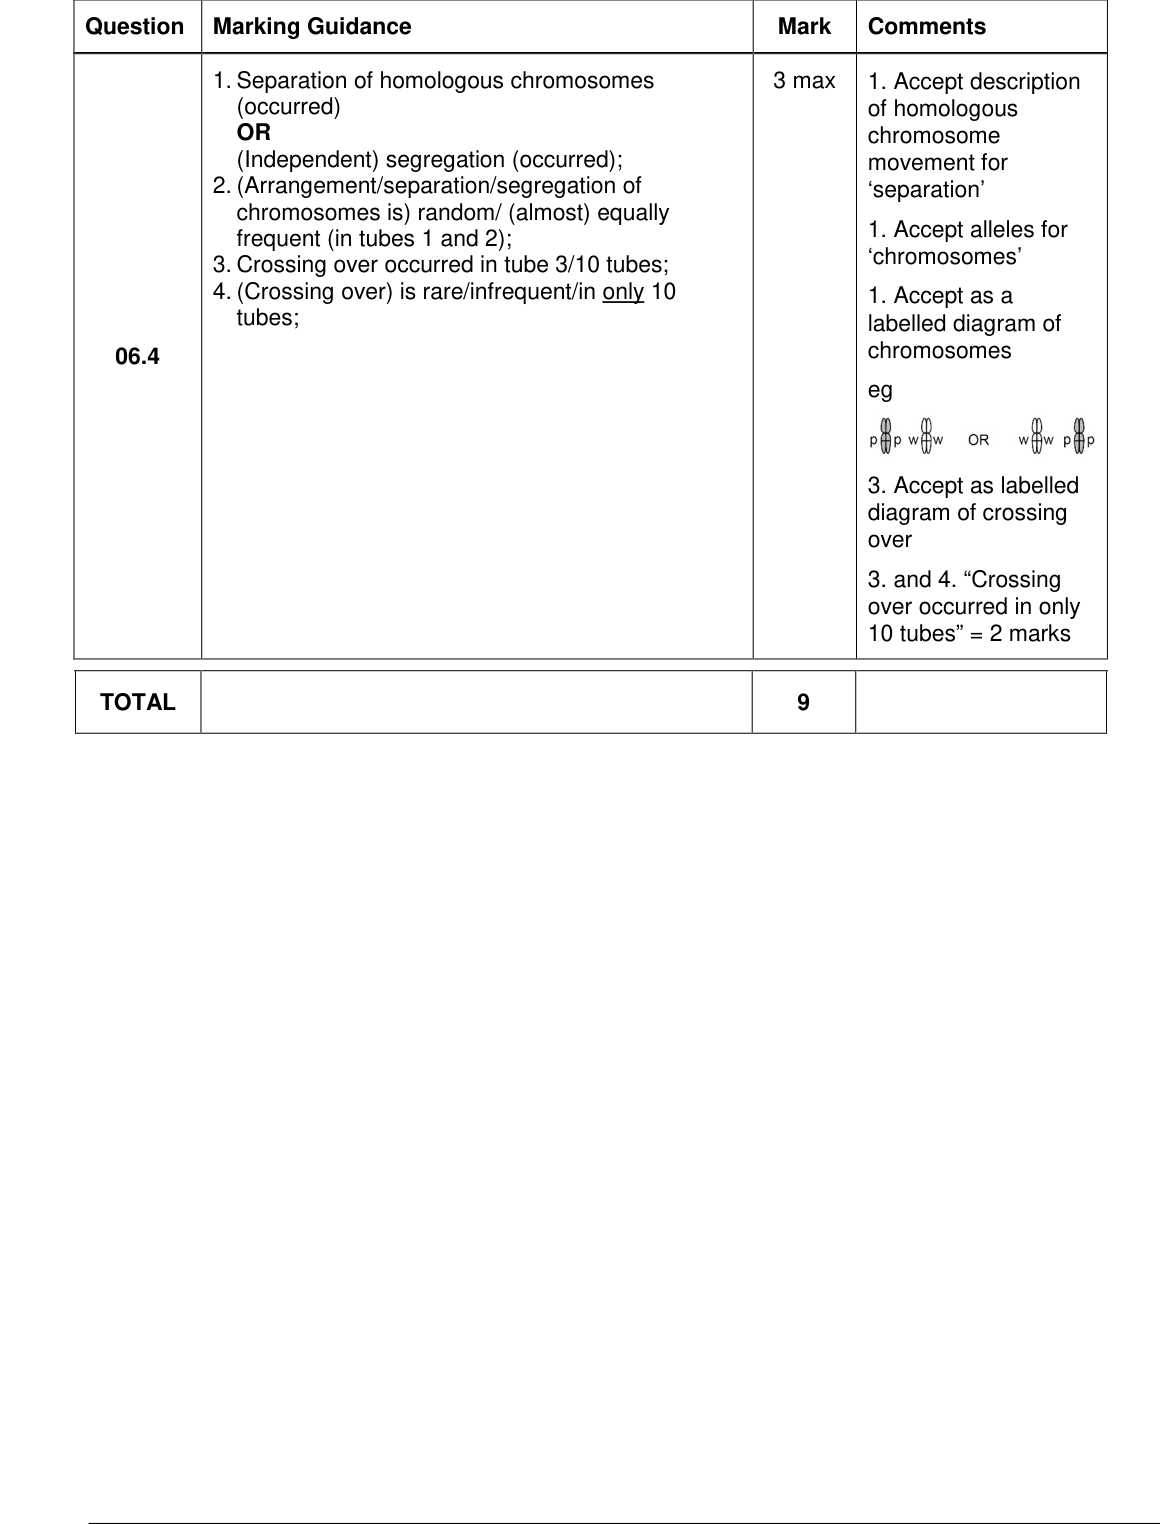 Question Marking Guidance Mark Comments
06.4
1. Separation of homologous chromosomes
(occurred)
OR
(Independent) segregation (occurred);
2. (Arrangement/separation/segregation of
chromosomes is) random/ (almost) equally
frequent (in tubes 1 and 2);
3. Crossing over occurred in tube 3/10 tubes;
4. (Crossing over) is rare/infrequent/in only 10
tubes;
3 max
1. Accept description
of homologous
chromosome
movement for
‘separation’
1. Accept alleles for
‘chromosomes’
1. Accept as a
labelled diagram of
chromosomes
eg
p p w w OR w w p p
3. Accept as labelled
diagram of crossing
over
3. and 4. “Crossing
over occurred in only
10 tubes” = 2 marks
TOTAL 9